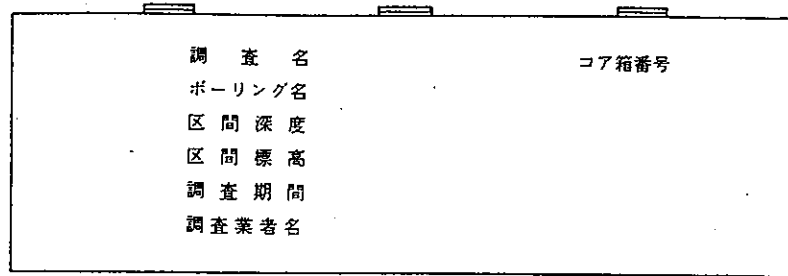 調査名 コア箱番号
ボーリング名
区間深度
区間標高
調査期間
調査業者名